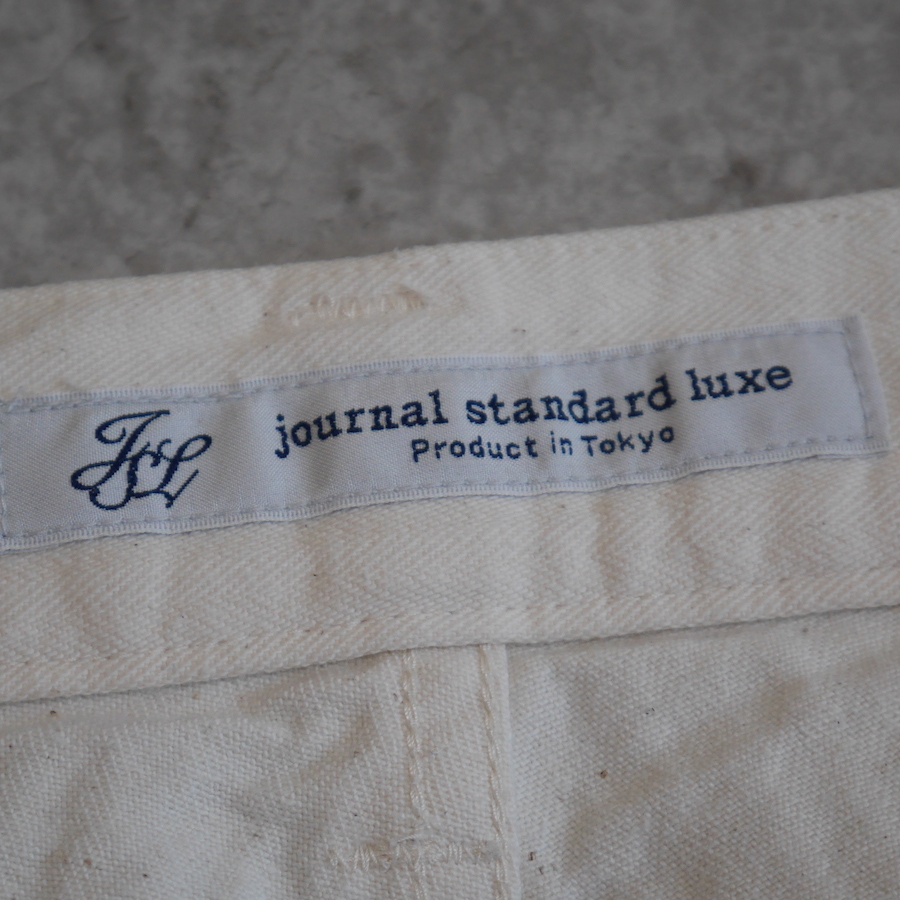 JSL
journal standard luxe
Product in Tokyo